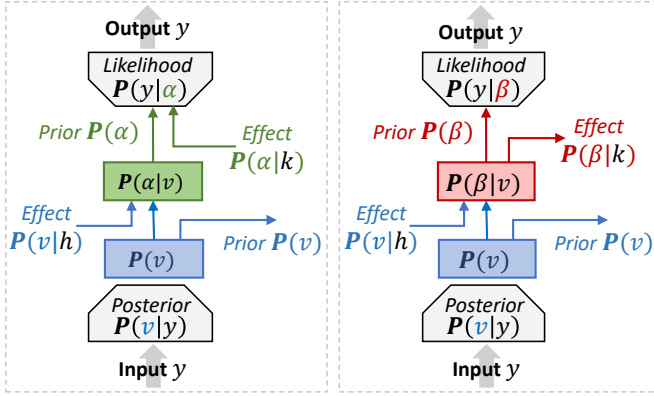 Output y
Likelihood
P(y|α)
Prior P(α)
Effect
P(α|k)
P(α|v)
Effect
P(v|h)
Prior P(v)
P(v)
Posterior
P(v|y)
Input y
Output y
Likelihood
P(y|β)
Prior P(β)
Effect
P(β|k)
P(β|v)
Effect
P(v|h)
Prior P(v)
P(v)
Posterior
P(v|y)
Input y